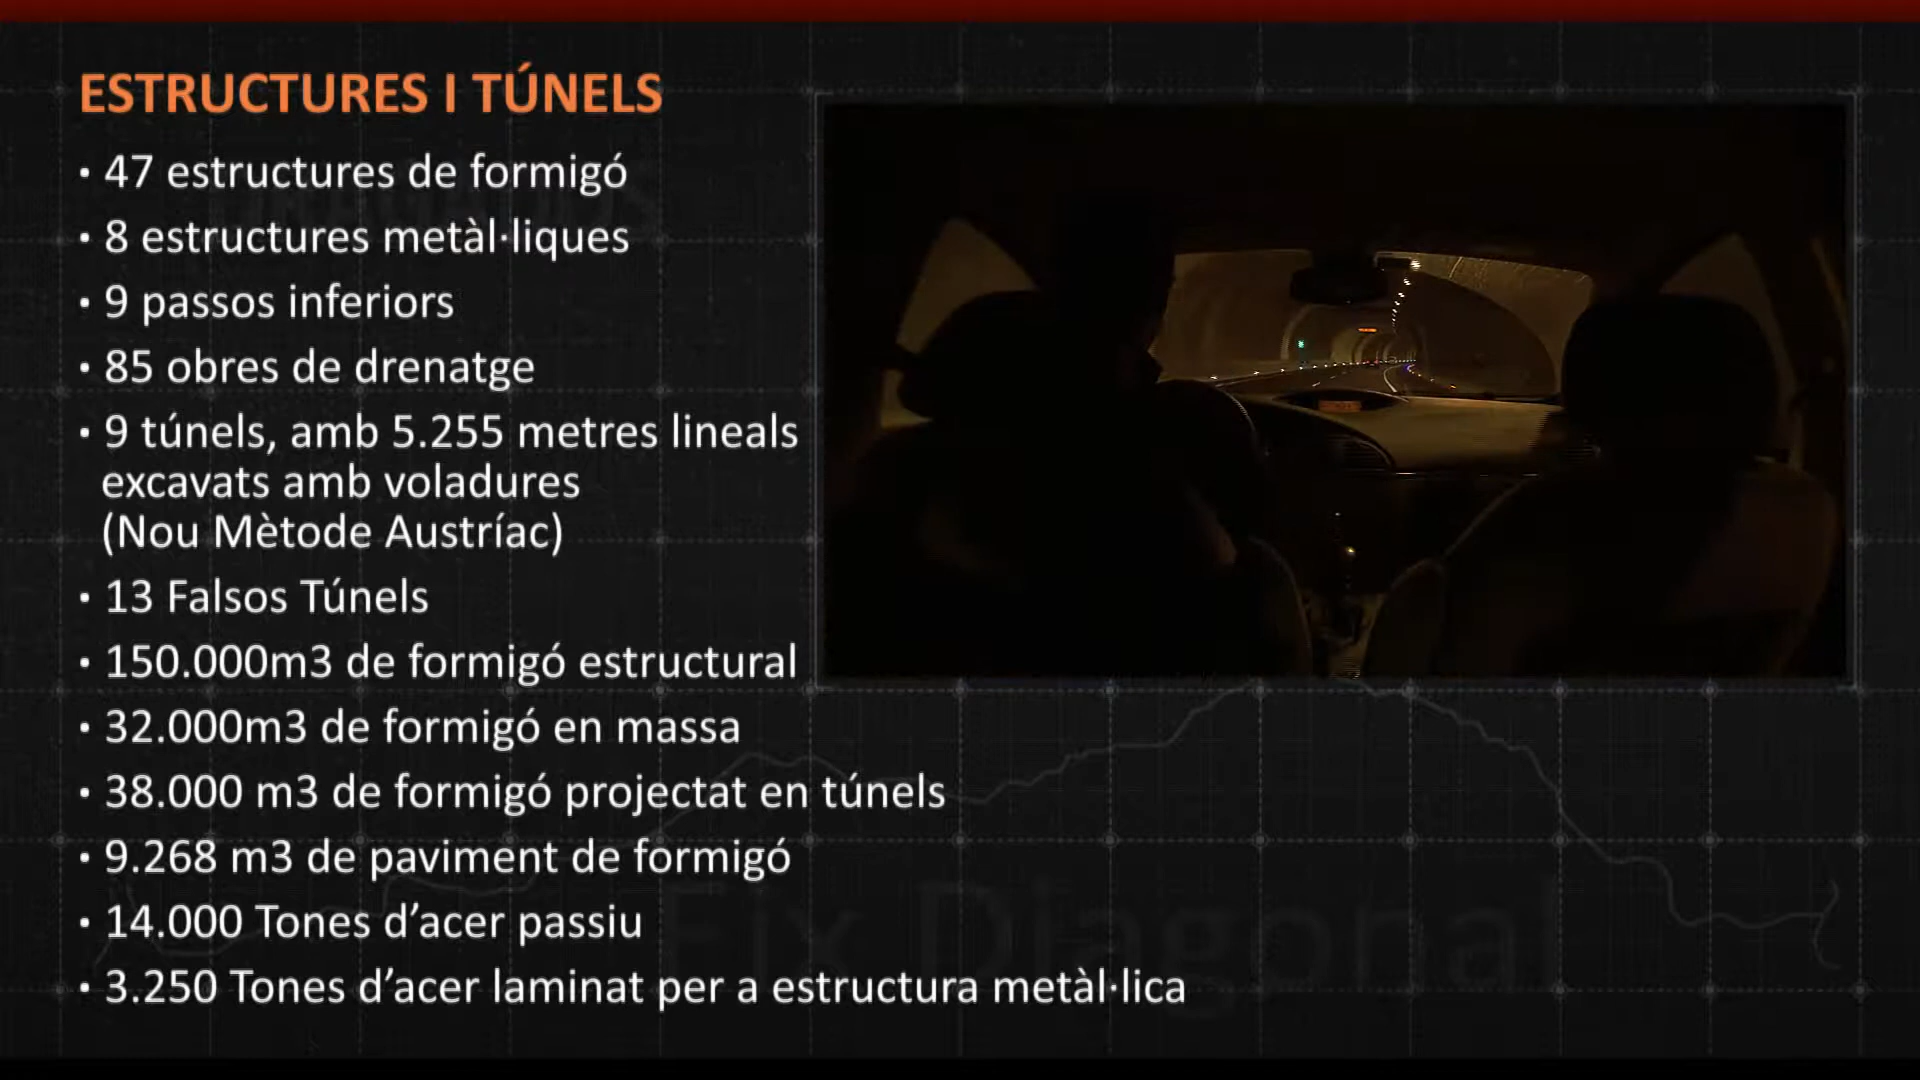 ESTRUCTURES I TÚNELS
· 47 estructures de formigó
· 8 estructures metàl·liques
· 9 passos inferiors
· 85 obres de drenatge
· 9 túnels, amb 5.255 metres lineals
excavats amb voladures
(Nou Mètode Austríac)
· 13 Falsos Túnels
· 150.000m3 de formigó estructural
· 32.000m3 de formigó en massa
· 38.000 m3 de formigó projectat en túnels
· 9.268 m3 de paviment de formigó
· 14.000 Tones d’acer passiu
· 3.250 Tones d’acer laminat per a estructura metàl·lica
Eix Diagonal